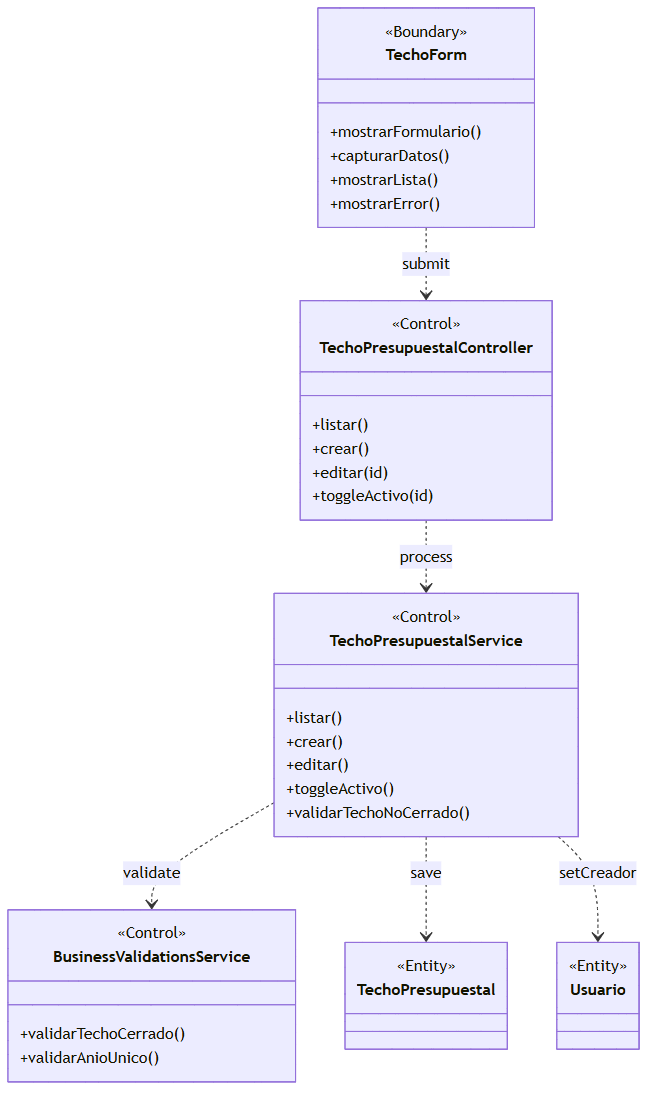 «Boundary»
TechoForm
+mostrarFormulario()
+capturarDatos()
+mostrarLista()
+mostrarError()
submit
«Control»
TechoPresupuestalController
+listar()
+crear()
+editar(id)
+toggleActivo(id)
process
«Control»
TechoPresupuestalService
+listar()
+crear()
+editar()
+toggleActivo()
+validarTechoNoCerrado()
validate
save
setCreador
«Control»
BusinessValidationsService
+validarTechoCerrado()
+validarAnioUnico()
«Entity»
TechoPresupuestal
«Entity»
Usuario